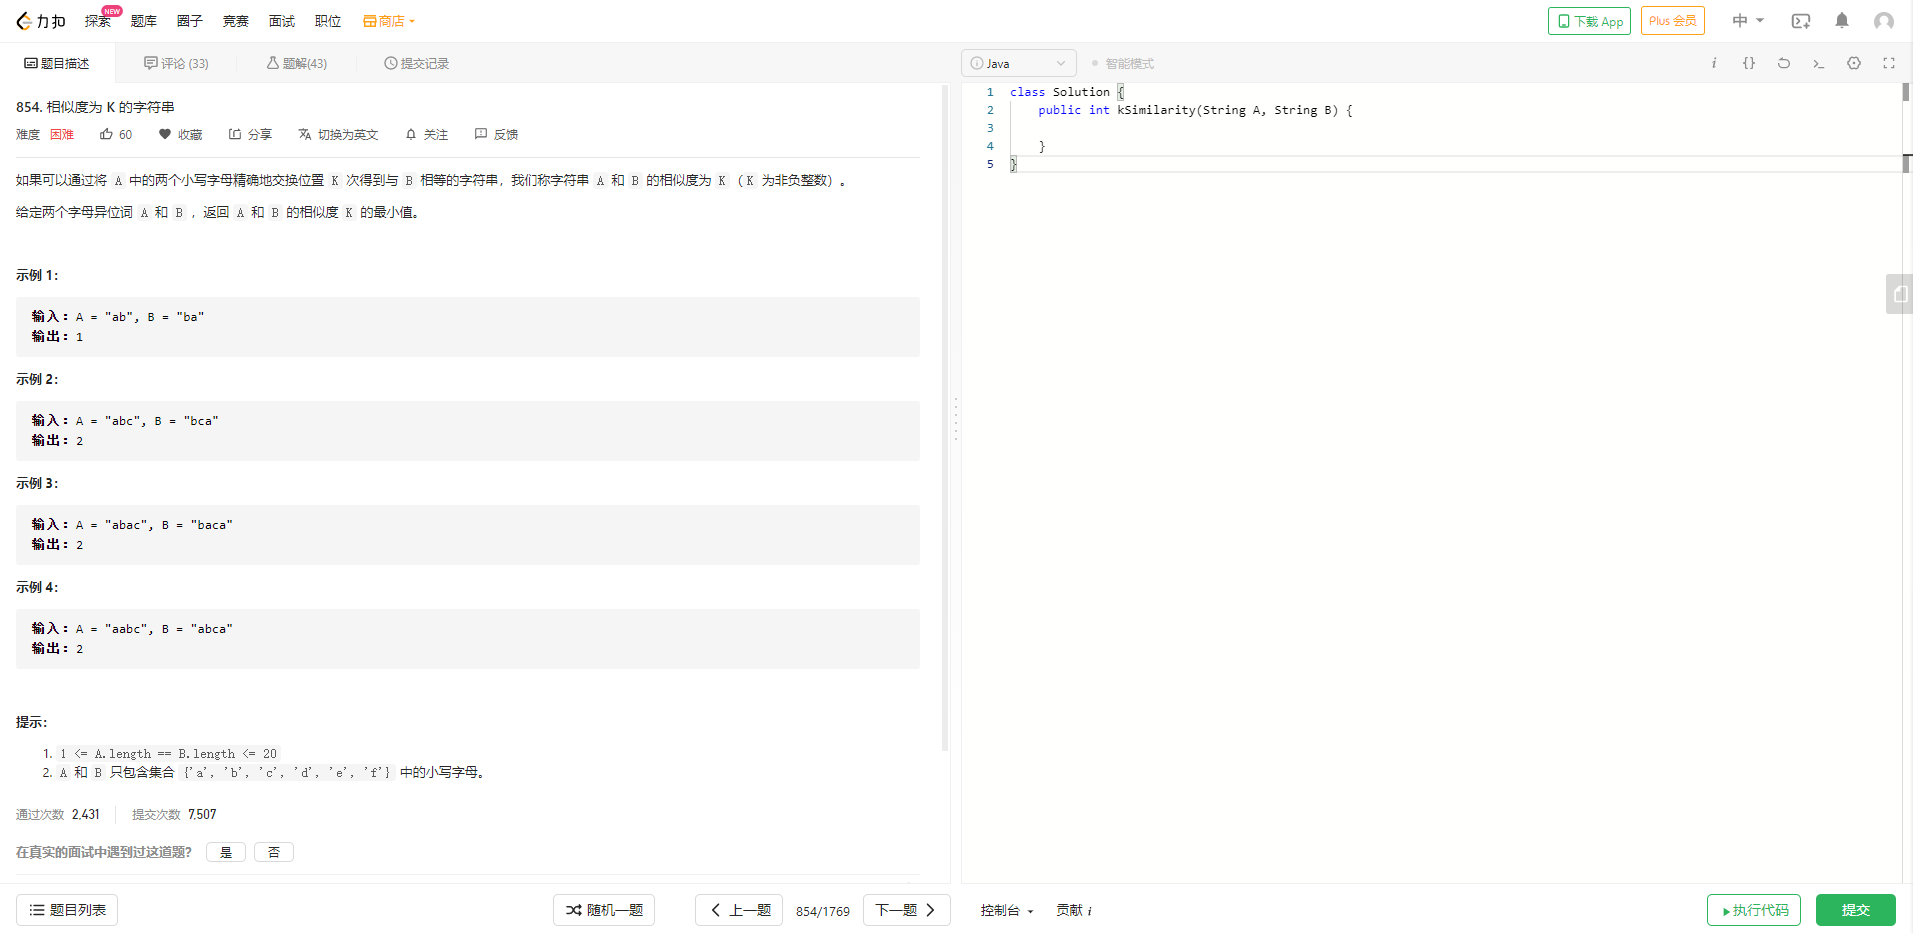 力扣 探索 NEW 题库 圈子 竞赛 面试 职位 商店 下载 App Plus 会员 中
题目描述 评论 (33) 题解(43) 提交记录
854. 相似度为 K 的字符串
难度 困难 60 收藏 分享 切换为英文 关注 反馈
如果可以通过将 A 中的两个小写字母精确地交换位置 K 次得到与 B 相等的字符串，我们称字符串 A 和 B 的相似度为 K （K 为非负整数）。
给定两个字母异位词 A 和 B ，返回 A 和 B 的相似度 K 的最小值。
示例 1：
输入：A = "ab", B = "ba"
输出：1
示例 2：
输入：A = "abc", B = "bca"
输出：2
示例 3：
输入：A = "abac", B = "baca"
输出：2
示例 4：
输入：A = "aabc", B = "abca"
输出：2
提示：
1. 1 <= A.length == B.length <= 20
2. A 和 B 只包含集合 {'a', 'b', 'c', 'd', 'e', 'f'} 中的小写字母。
通过次数 2,431 提交次数 7,507
在真实的面试中遇到过这道题？ 是 否
题目列表 随机一题 上一题 854/1769 下一题
Java 智能模式 i {}
1 class Solution {
2 public int kSimilarity(String A, String B) {
3
4 }
5 }
控制台 贡献 i 执行代码 提交